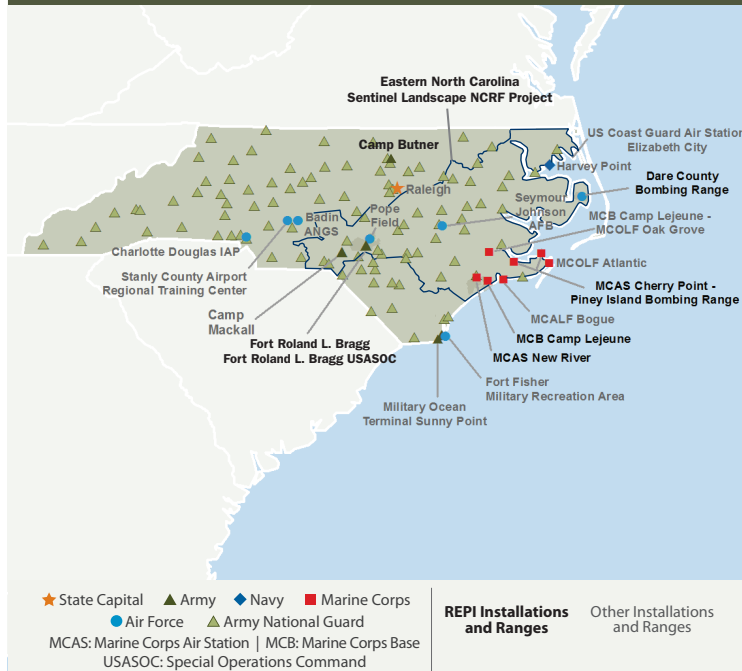 Eastern North Carolina
Sentinel Landscape NCRF Project
Camp Butner
US Coast Guard Air Station
Elizabeth City
Harvey Point
Dare County
Bombing Range
Raleigh
Seymour
Johnson
AFB
Pope
Field
Badin
ANGS
MCB Camp Lejeune -
MCOLF Oak Grove
Charlotte Douglas IAP
MCOLF Atlantic
Stanly County Airport
Regional Training Center
MCAS Cherry Point -
Piney Island Bombing Range
Camp
Mackall
MCALF Bogue
Fort Roland L. Bragg
Fort Roland L. Bragg USASOC
MCB Camp Lejeune
MCAS New River
Fort Fisher
Military Recreation Area
Military Ocean
Terminal Sunny Point
State Capital
Army
Navy
Marine Corps
Air Force
Army National Guard
MCAS: Marine Corps Air Station | MCB: Marine Corps Base
USASOC: Special Operations Command
REPI Installations
and Ranges
Other Installations
and Ranges